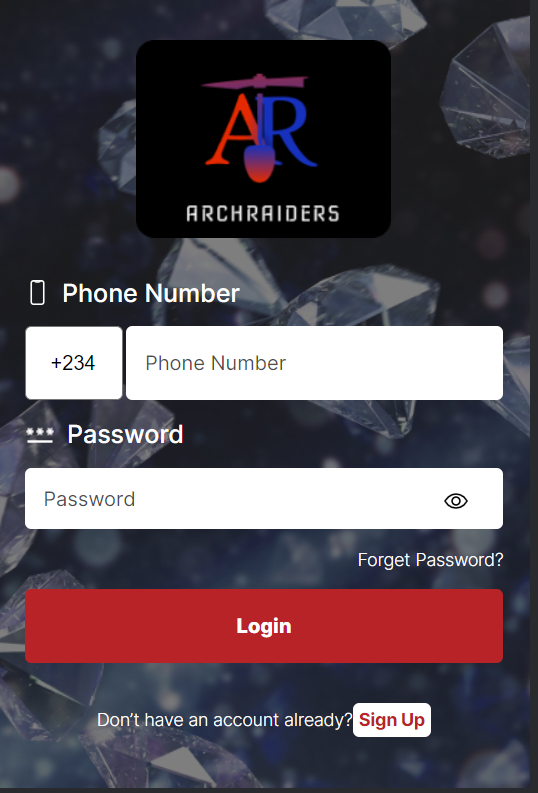 AR
ARCHRAIDERS
Phone Number
+234 Phone Number
*** Password
Password
Forget Password?
Login
Don't have an account already? Sign Up